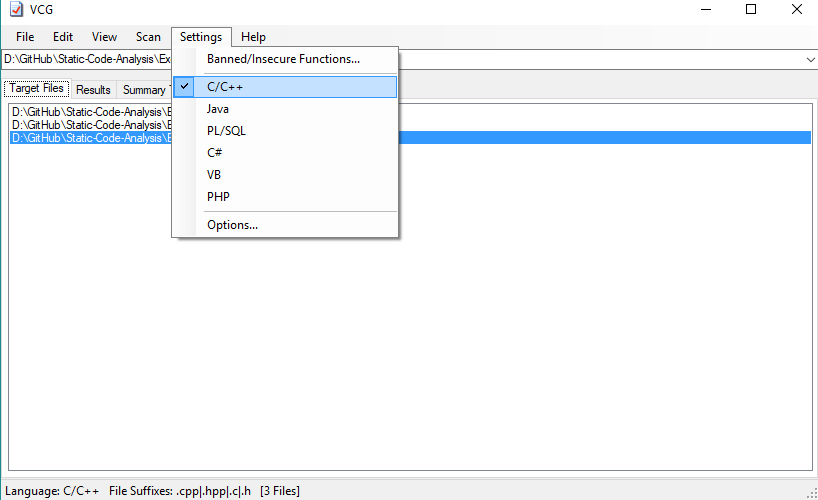 VCG
File Edit View Scan Settings Help
D:\GitHub\Static-Code-Analysis\Ex
Banned/Insecure Functions...
C/C++
Java
PL/SQL
C#
VB
PHP
Options...
Target Files Results Summary
D:\GitHub\Static-Code-Analysis\E
D:\GitHub\Static-Code-Analysis\E
D:\GitHub\Static-Code-Analysis\E
Language: C/C++ File Suffixes: .cpp|.hpp|.c|.h [3 Files]